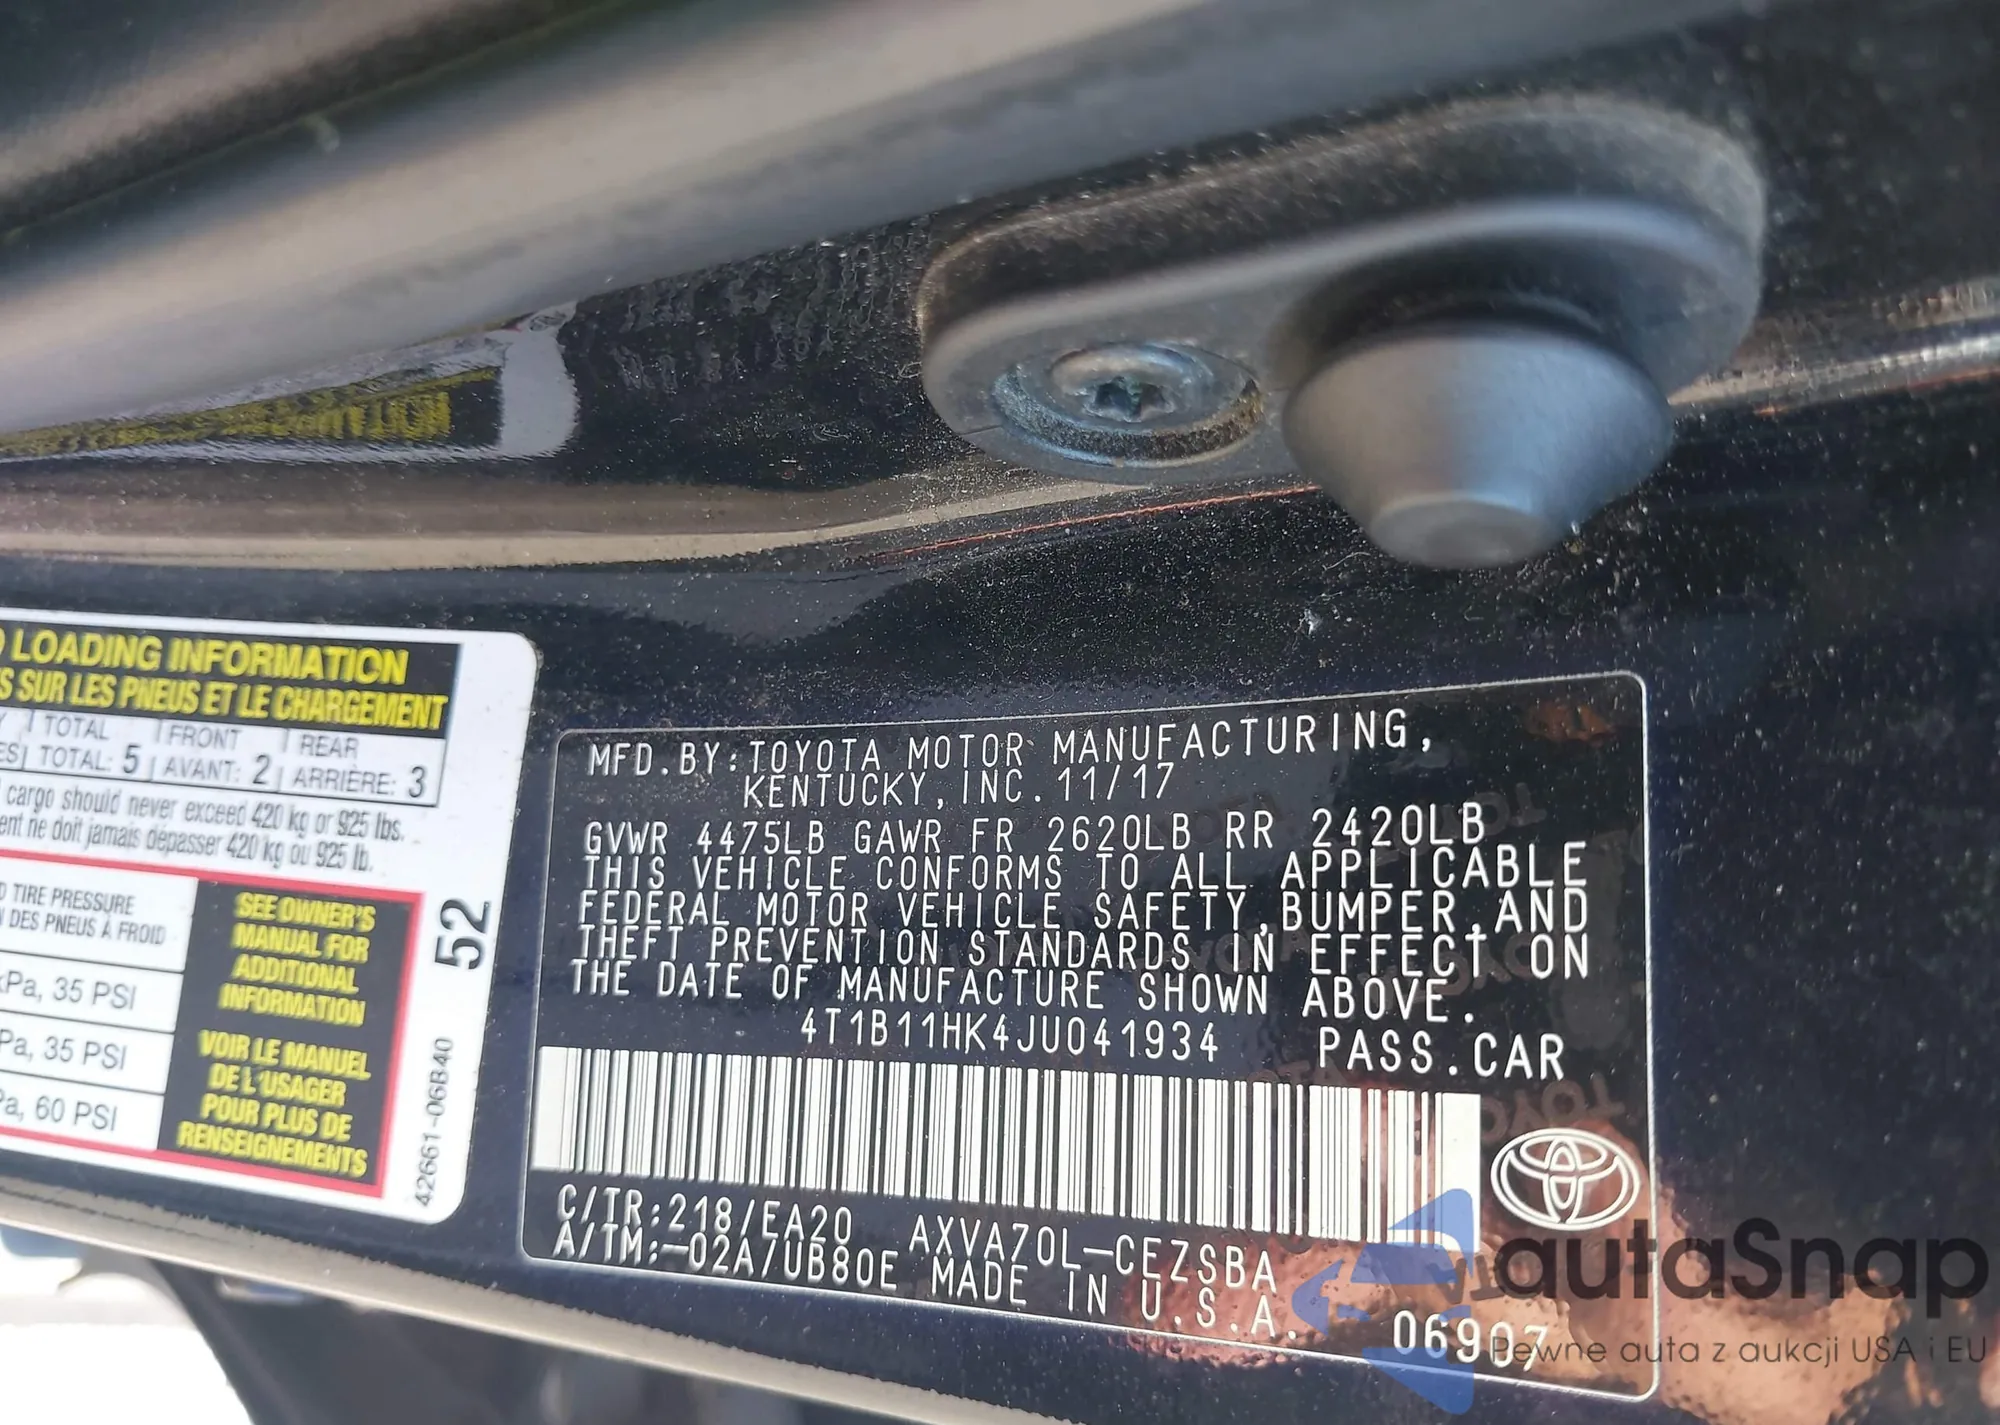 LOADING INFORMATION
S SUR LES PNEUS ET LE CHARGEMENT
TOTAL FRONT REAR
TOTAL: 5 AVANT: 2 ARRIÈRE: 3
cargo should never exceed 420 kg or 925 lbs.
ent ne doit jamais dépasser 420 kg ou 925 lb.
TIRE PRESSURE
DES PNEUS À FROID
kPa, 35 PSI
Pa, 35 PSI
Pa, 60 PSI
SEE OWNER'S
MANUAL FOR
ADDITIONAL
INFORMATION
VOIR LE MANUEL
DE L'USAGER
POUR PLUS DE
RENSEIGNEMENTS
52
42661-06B40
MFD.BY:TOYOTA MOTOR MANUFACTURING,
KENTUCKY,INC.11/17
GVWR 4475LB GAWR FR 2620LB RR 2420LB
THIS VEHICLE CONFORMS TO ALL APPLICABLE
FEDERAL MOTOR VEHICLE SAFETY,BUMPER,AND
THEFT PREVENTION STANDARDS IN EFFECT ON
THE DATE OF MANUFACTURE SHOWN ABOVE.
4T1B11HK4JU041934 PASS.CAR
C/TR:218/EA20 AXVA70L-CEZSBA
A/TM:-02A/UB80E MADE IN U.S.A.
06907
autaSnap
Pewne auta z aukcji USA i EU